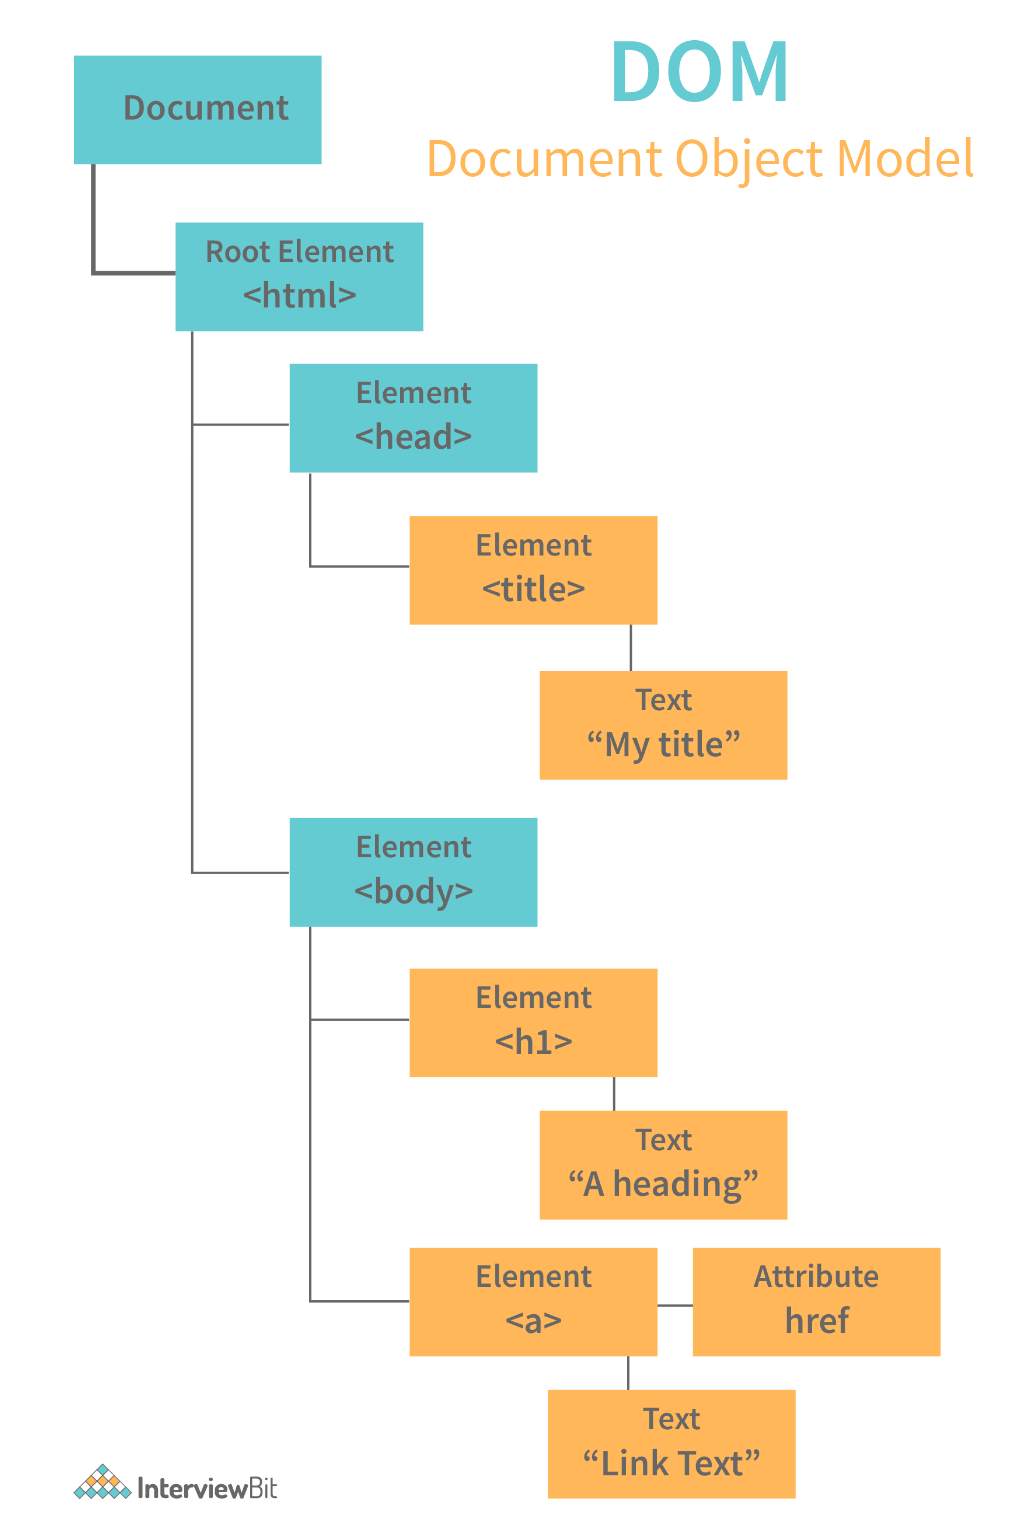 DOM
Document Object Model
Document
Root Element
<html>
Element
<head>
Element
<title>
Text
“My title”
Element
<body>
Element
<h1>
Text
“A heading”
Element
<a>
Attribute
href
Text
“Link Text”
InterviewBit